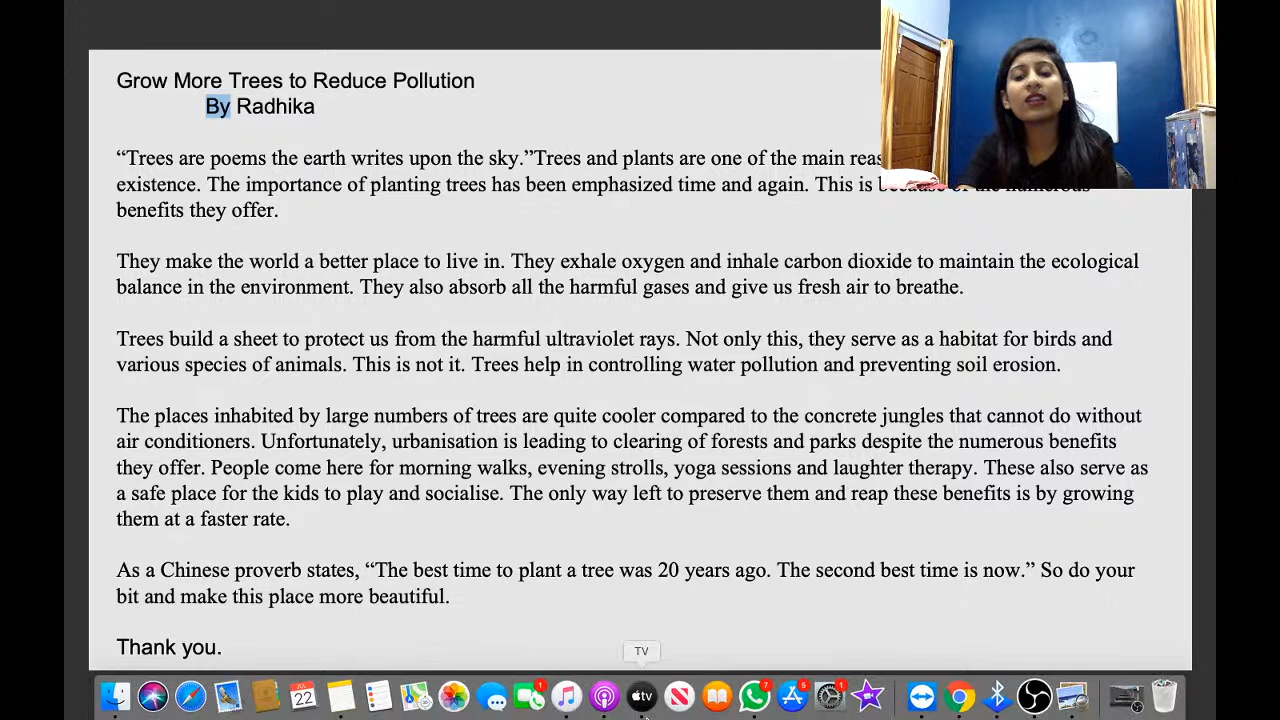 Grow More Trees to Reduce Pollution
By Radhika
“Trees are poems the earth writes upon the sky.”Trees and plants are one of the main
existence. The importance of planting trees has been emphasized time and again. This is because of the numerous
benefits they offer.
They make the world a better place to live in. They exhale oxygen and inhale carbon dioxide to maintain the ecological
balance in the environment. They also absorb all the harmful gases and give us fresh air to breathe.
Trees build a sheet to protect us from the harmful ultraviolet rays. Not only this, they serve as a habitat for birds and
various species of animals. This is not it. Trees help in controlling water pollution and preventing soil erosion.
The places inhabited by large numbers of trees are quite cooler compared to the concrete jungles that cannot do without
air conditioners. Unfortunately, urbanisation is leading to clearing of forests and parks despite the numerous benefits
they offer. People come here for morning walks, evening strolls, yoga sessions and laughter therapy. These also serve as
a safe place for the kids to play and socialise. The only way left to preserve them and reap these benefits is by growing
them at a faster rate.
As a Chinese proverb states, “The best time to plant a tree was 20 years ago. The second best time is now.” So do your
bit and make this place more beautiful.
Thank you.
TV
22
1
tv
7
5
1